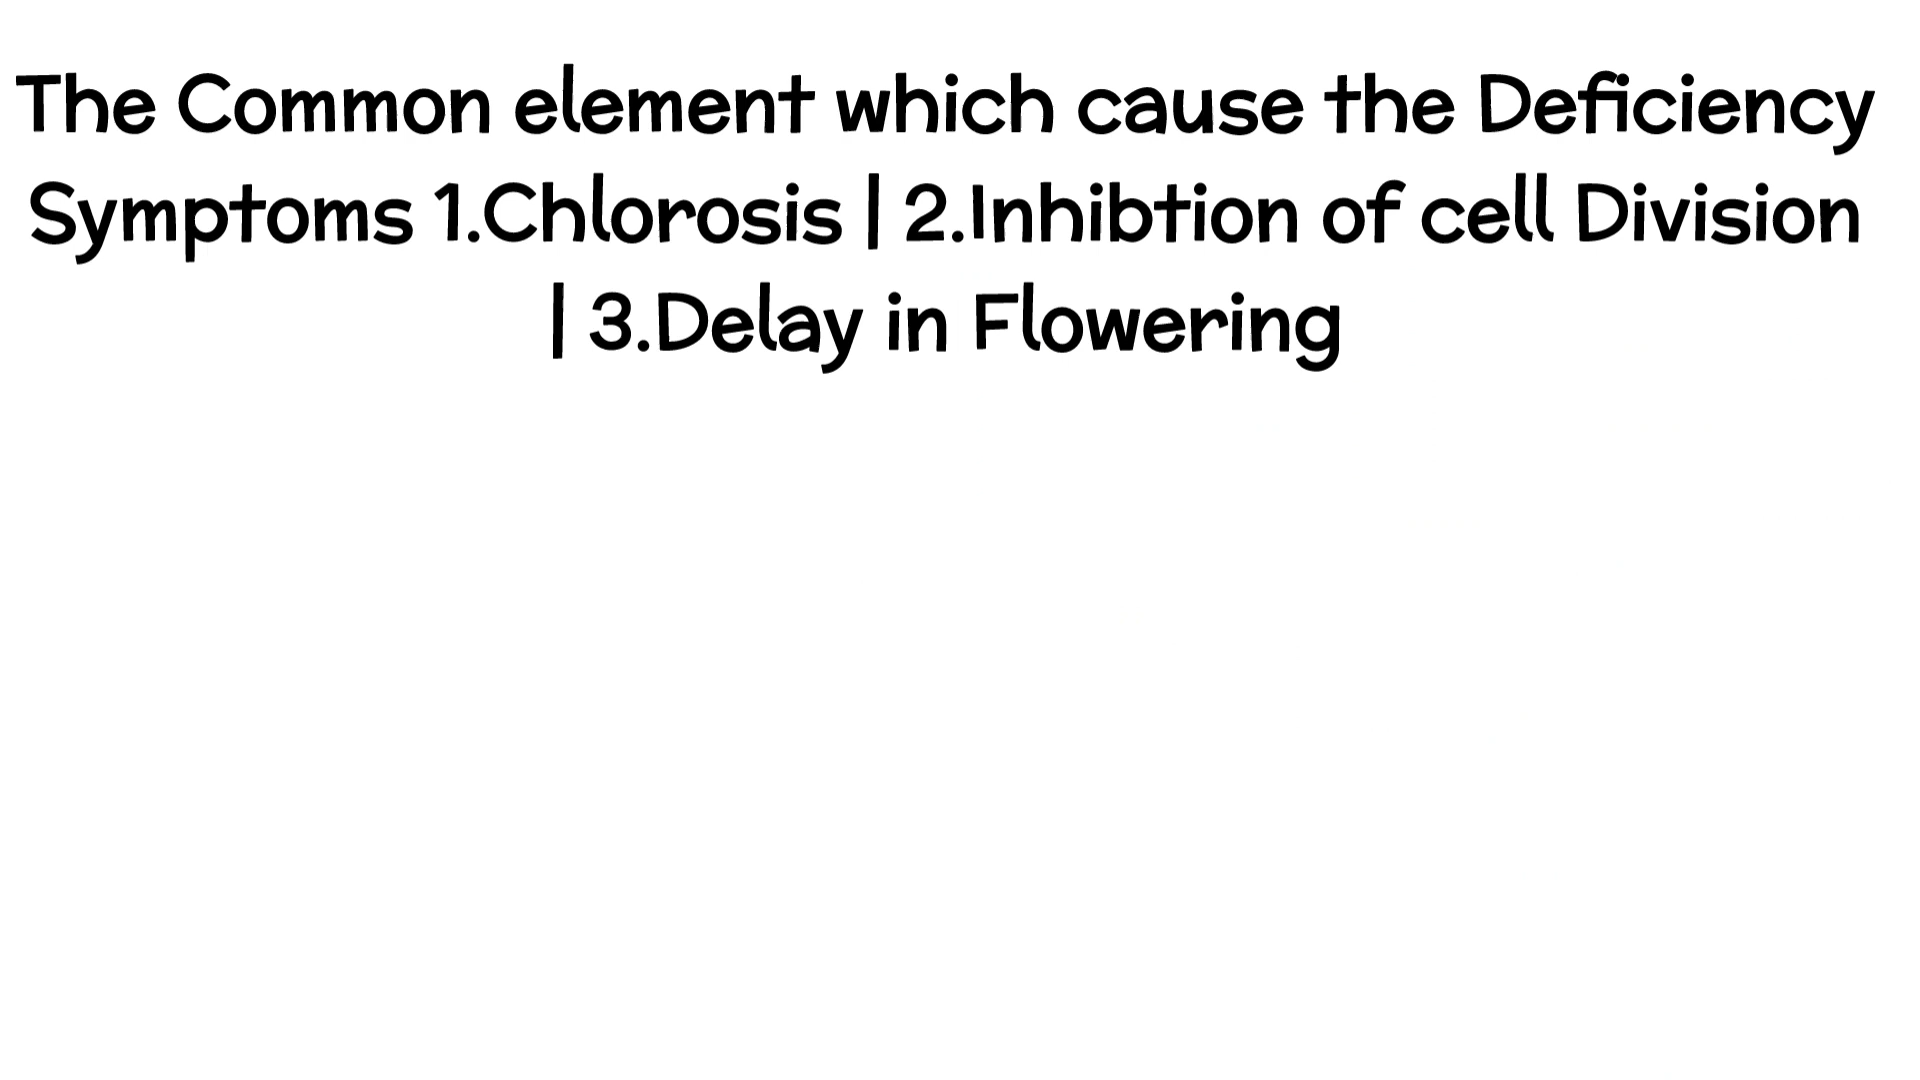 The Common element which cause the Deficiency
Symptoms 1.Chlorosis | 2.Inhibtion of cell Division
| 3.Delay in Flowering